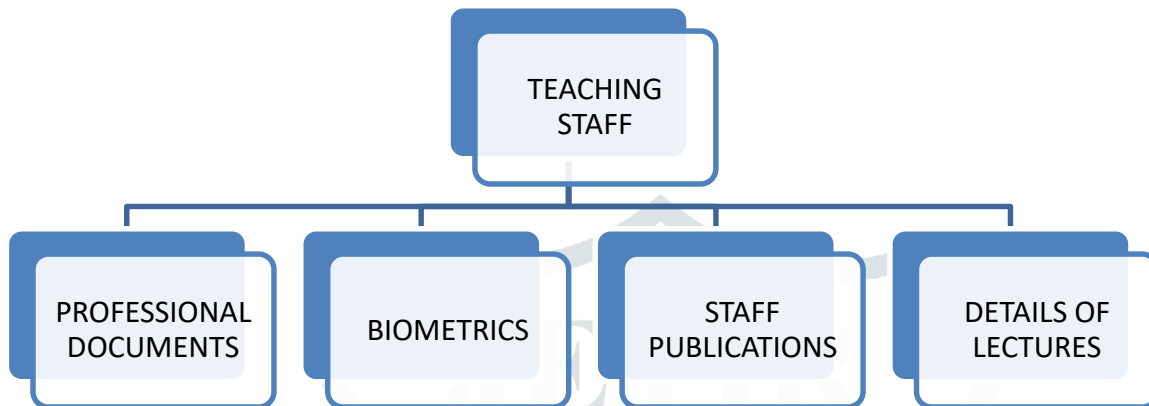 TEACHING
STAFF
PROFESSIONAL
DOCUMENTS
BIOMETRICS
STAFF
PUBLICATIONS
DETAILS OF
LECTURES